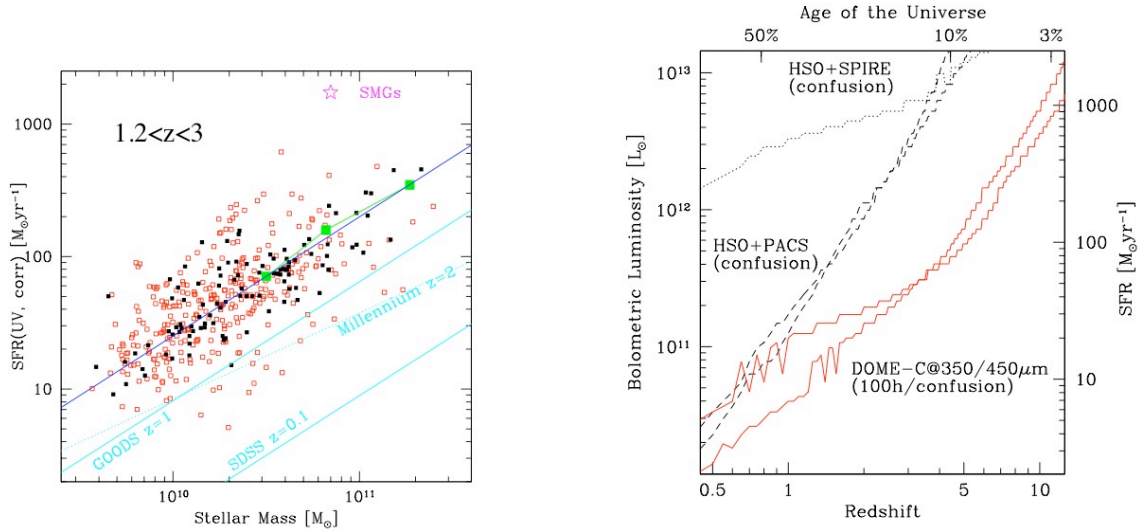 1000
100
10
SFR(UV, corr) [M⊙yr⁻¹]
1.2<z<3
SMGs
Millennium z=2
GOODS z=1
SDSS z=0.1
10¹⁰
10¹¹
Stellar Mass [M⊙]
Age of the Universe
50%
10%
3%
10¹³
10¹²
10¹¹
Bolometric Luminosity [L⊙]
HSO+SPIRE
(confusion)
HSO+PACS
(confusion)
DOME-C@350/450μm
(100h/confusion)
1000
100
10
SFR [M⊙yr⁻¹]
0.5
1
5
10
Redshift